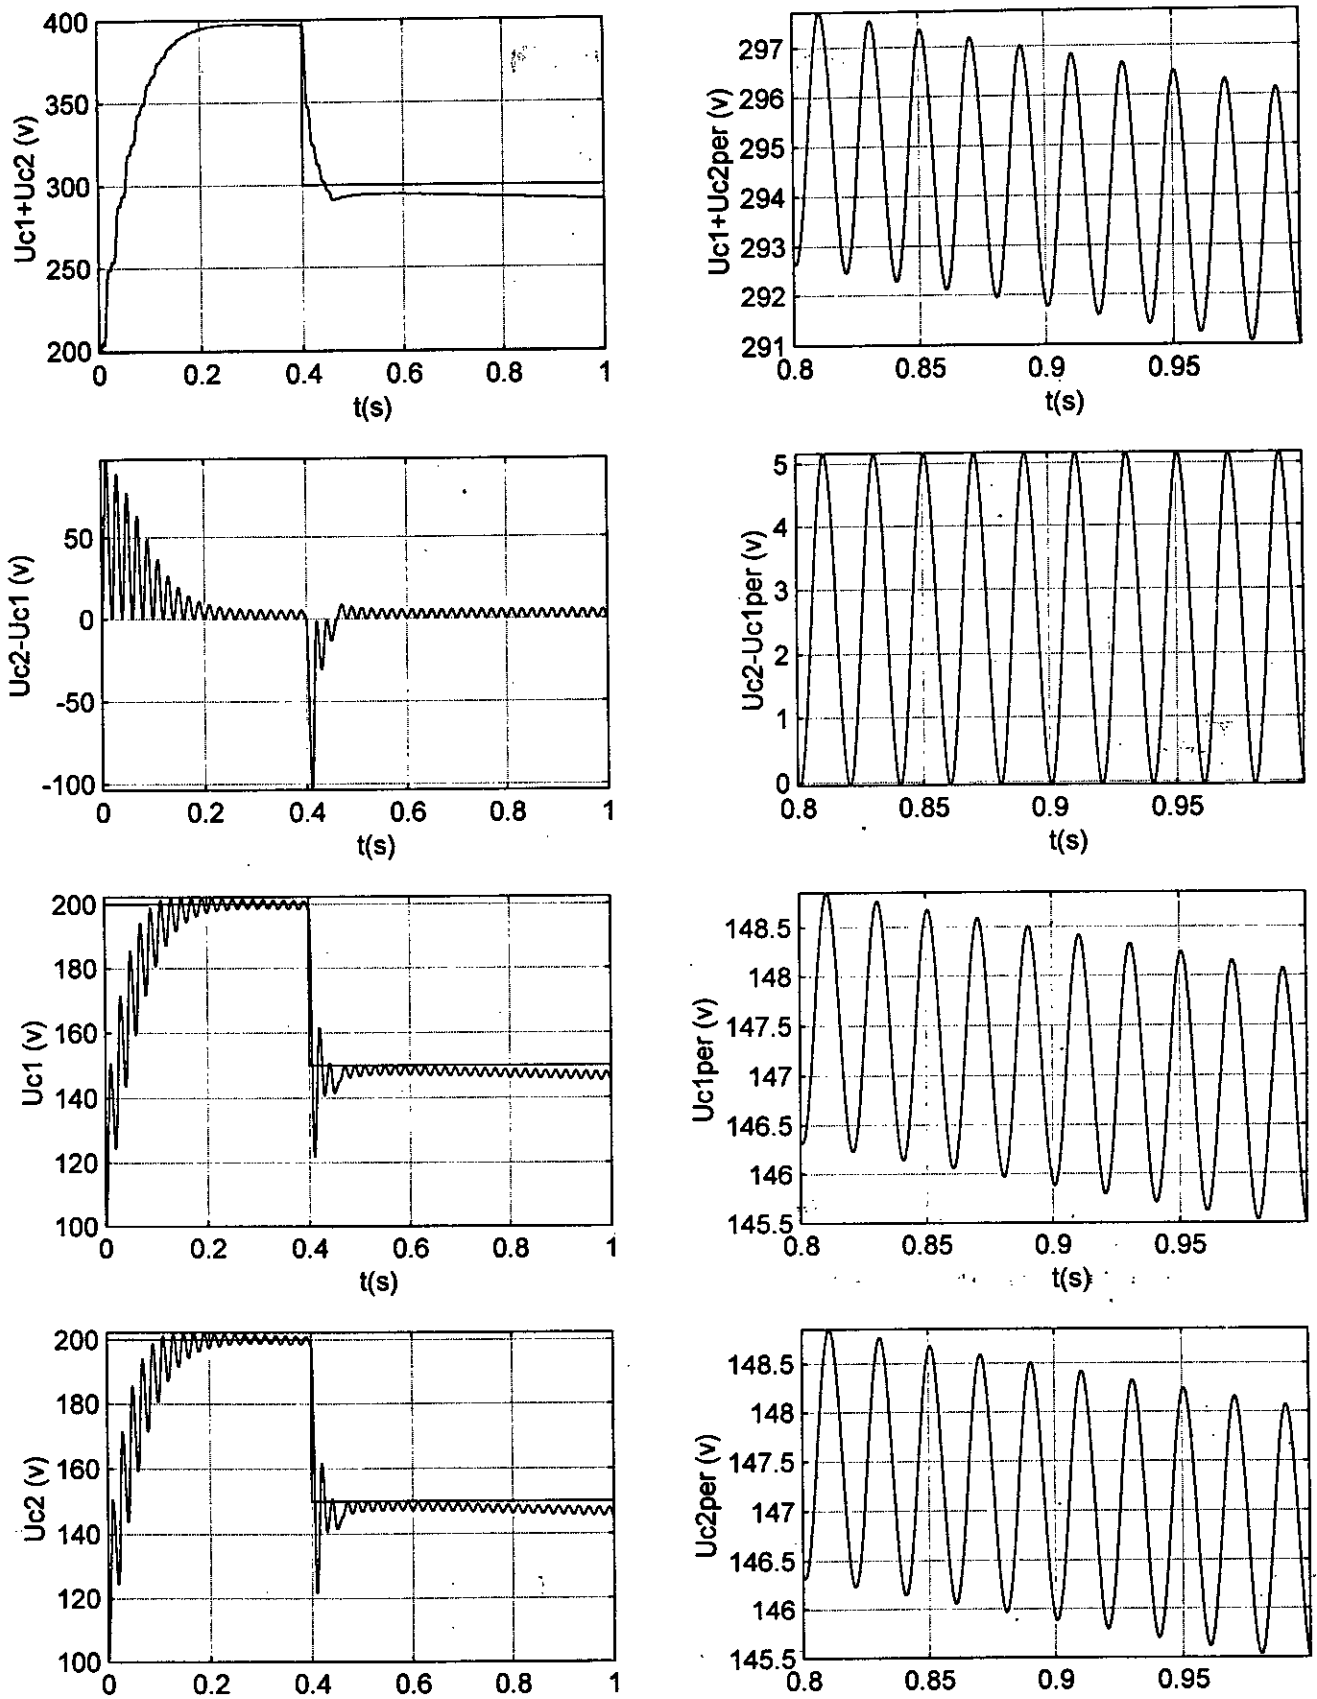 Uc1+Uc2 (v)
400
350
300
250
200
0 0.2 0.4 0.6 0.8 1
t(s)
Uc1+Uc2per (v)
297
296
295
294
293
292
291
0.8 0.85 0.9 0.95
t(s)
Uc2-Uc1 (v)
50
0
-50
-100
0 0.2 0.4 0.6 0.8 1
t(s)
Uc2-Uc1per (v)
5
4
3
2
1
0
0.8 0.85 0.9 0.95
t(s)
Uc1 (v)
200
180
160
140
120
100
0 0.2 0.4 0.6 0.8 1
t(s)
Uc1per (v)
148.5
148
147.5
147
146.5
146
145.5
0.8 0.85 0.9 0.95
t(s)
Uc2 (v)
200
180
160
140
120
100
0 0.2 0.4 0.6 0.8 1
Uc2per (v)
148.5
148
147.5
147
146.5
146
145.5
0.8 0.85 0.9 0.95